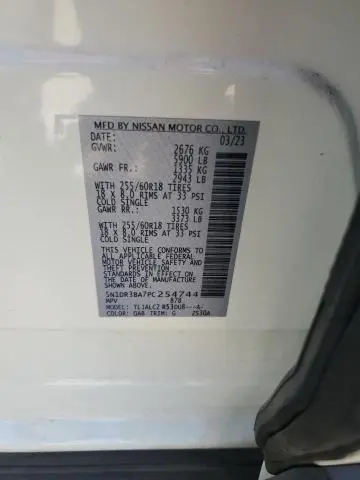 MFD BY NISSAN MOTOR CO., LTD.
DATE: 03/23
GVWR: 2676 KG
5900 LB
GAWR FR.: 1335 KG
2943 LB
WITH 255/60R18 TIRES
18 X 8.0 RIMS AT 33 PSI
COLD SINGLE
GAWR RR.: 1530 KG
3373 LB
WITH 255/60R18 TIRES
18 X 8.0 RIMS AT 33 PSI
COLD SINGLE
THIS VEHICLE CONFORMS TO
ALL APPLICABLE FEDERAL
MOTOR VEHICLE SAFETY AND
THEFT PREVENTION
STANDARDS IN EFFECT ON
THE DATE OF MANUFACTURE
SHOWN ABOVE.
5N1DR3BA7PC254744
MPV 870
MODEL:
COLOR: QAB TRIM: G 2530A